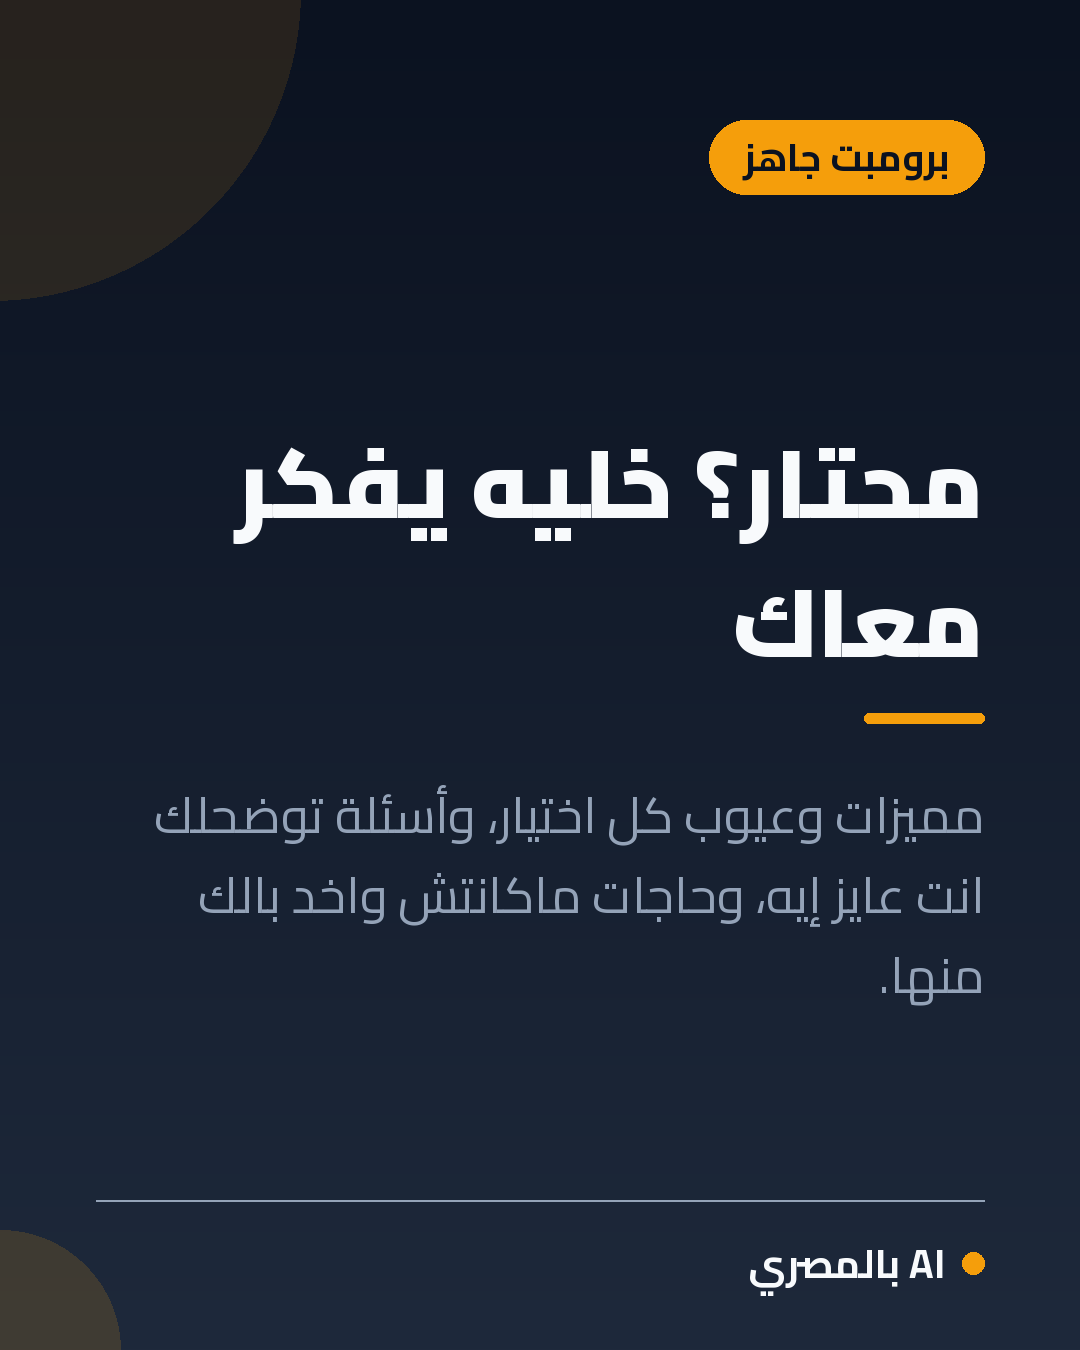 برومبت جاهز
محتار؟ خليه يفكر
معاك
مميزات وعيوب كل اختيار، وأسئلة توضحلك
انت عايز إيه، وحاجات ماكانتش واخد بالك
منها.
AI بالمصري